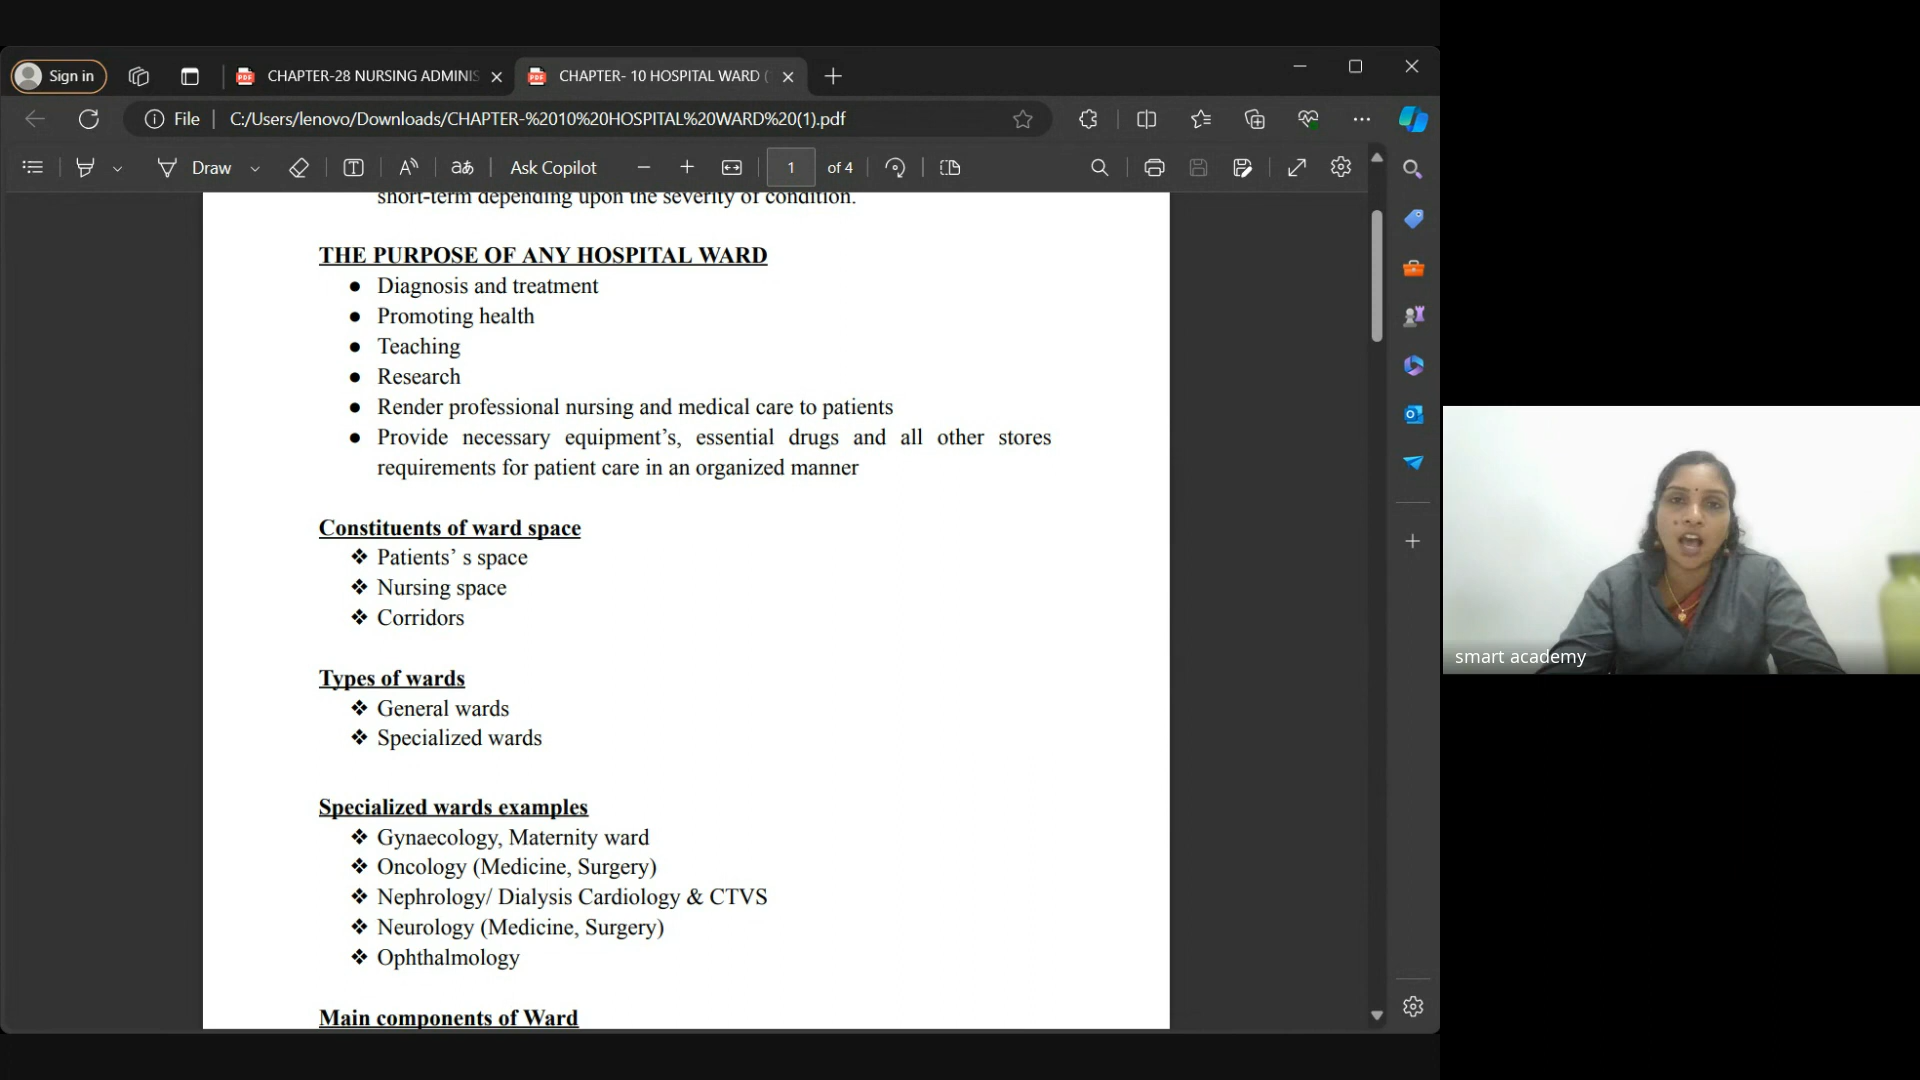 Sign in
CHAPTER-28 NURSING ADMINIS
CHAPTER- 10 HOSPITAL WARD (
File
C:/Users/lenovo/Downloads/CHAPTER-%2010%20HOSPITAL%20WARD%20(1).pdf
Draw
aあ
Ask Copilot
1 of 4
short-term depending upon the severity of condition.
THE PURPOSE OF ANY HOSPITAL WARD
● Diagnosis and treatment
● Promoting health
● Teaching
● Research
● Render professional nursing and medical care to patients
● Provide necessary equipment’s, essential drugs and all other stores
requirements for patient care in an organized manner
Constituents of ward space
❖ Patients’ s space
❖ Nursing space
❖ Corridors
Types of wards
❖ General wards
❖ Specialized wards
Specialized wards examples
❖ Gynaecology, Maternity ward
❖ Oncology (Medicine, Surgery)
❖ Nephrology/ Dialysis Cardiology & CTVS
❖ Neurology (Medicine, Surgery)
❖ Ophthalmology
Main components of Ward
smart academy